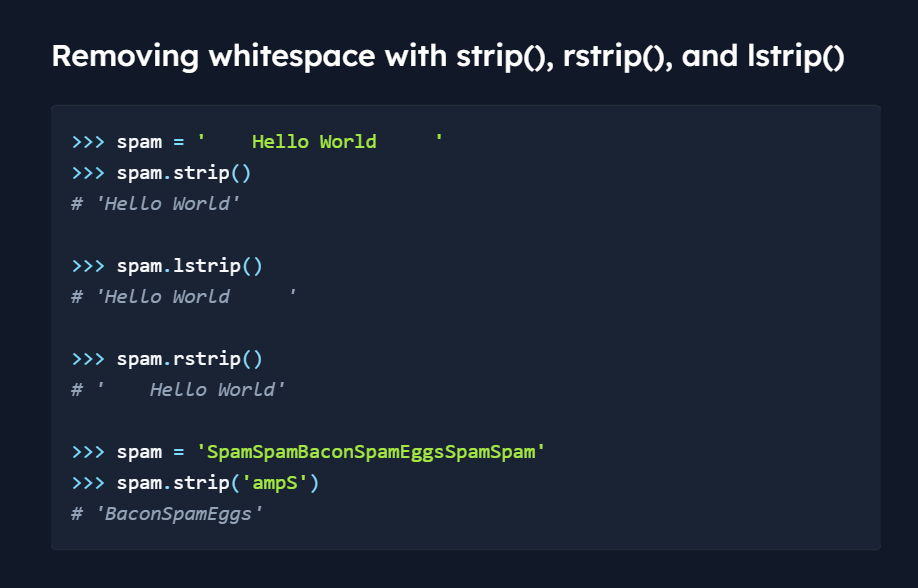 Removing whitespace with strip(), rstrip(), and lstrip()
>>> spam = '    Hello World     '
>>> spam.strip()
# 'Hello World'
>>> spam.lstrip()
# 'Hello World     '
>>> spam.rstrip()
# '    Hello World'
>>> spam = 'SpamSpamBaconSpamEggsSpamSpam'
>>> spam.strip('ampS')
# 'BaconSpamEggs'